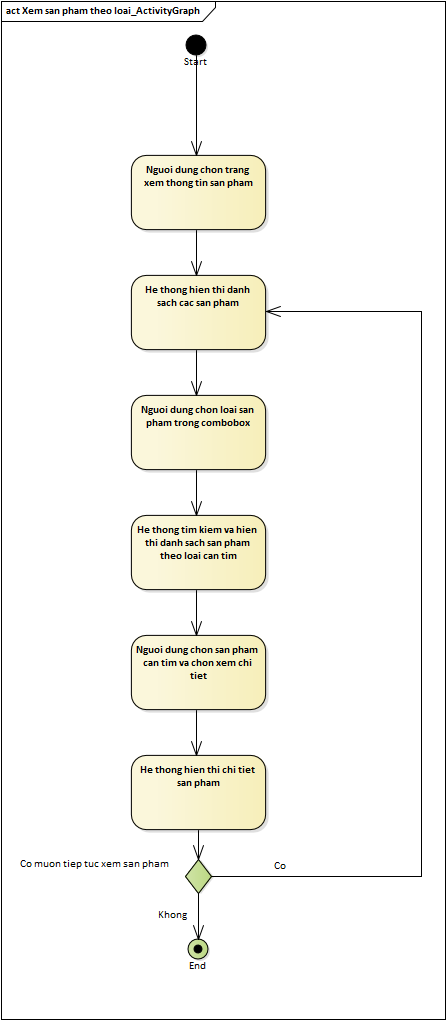 act Xem san pham theo loai_ActivityGraph
Start
Nguoi dung chon trang
xem thong tin san pham
He thong hien thi danh
sach cac san pham
Nguoi dung chon loai san
pham trong combobox
He thong tim kiem va hien
thi danh sach san pham
theo loai can tim
Nguoi dung chon san pham
can tim va chon xem chi
tiet
He thong hien thi chi tiet
san pham
Co muon tiep tuc xem san pham
Co
Khong
End